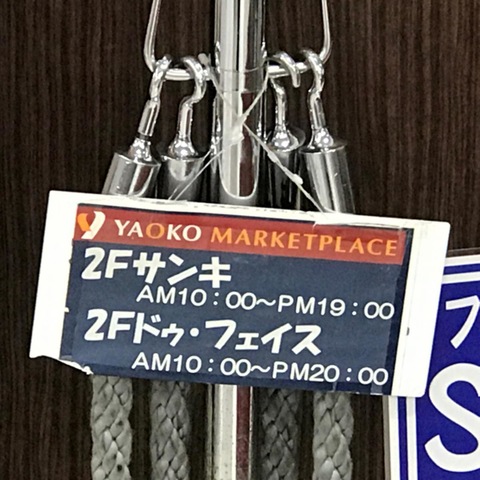 YAOKO MARKETPLACE
2Fサンキ
AM10：00〜PM19：00
2Fドゥ・フェイス
AM10：00〜PM20：00
S